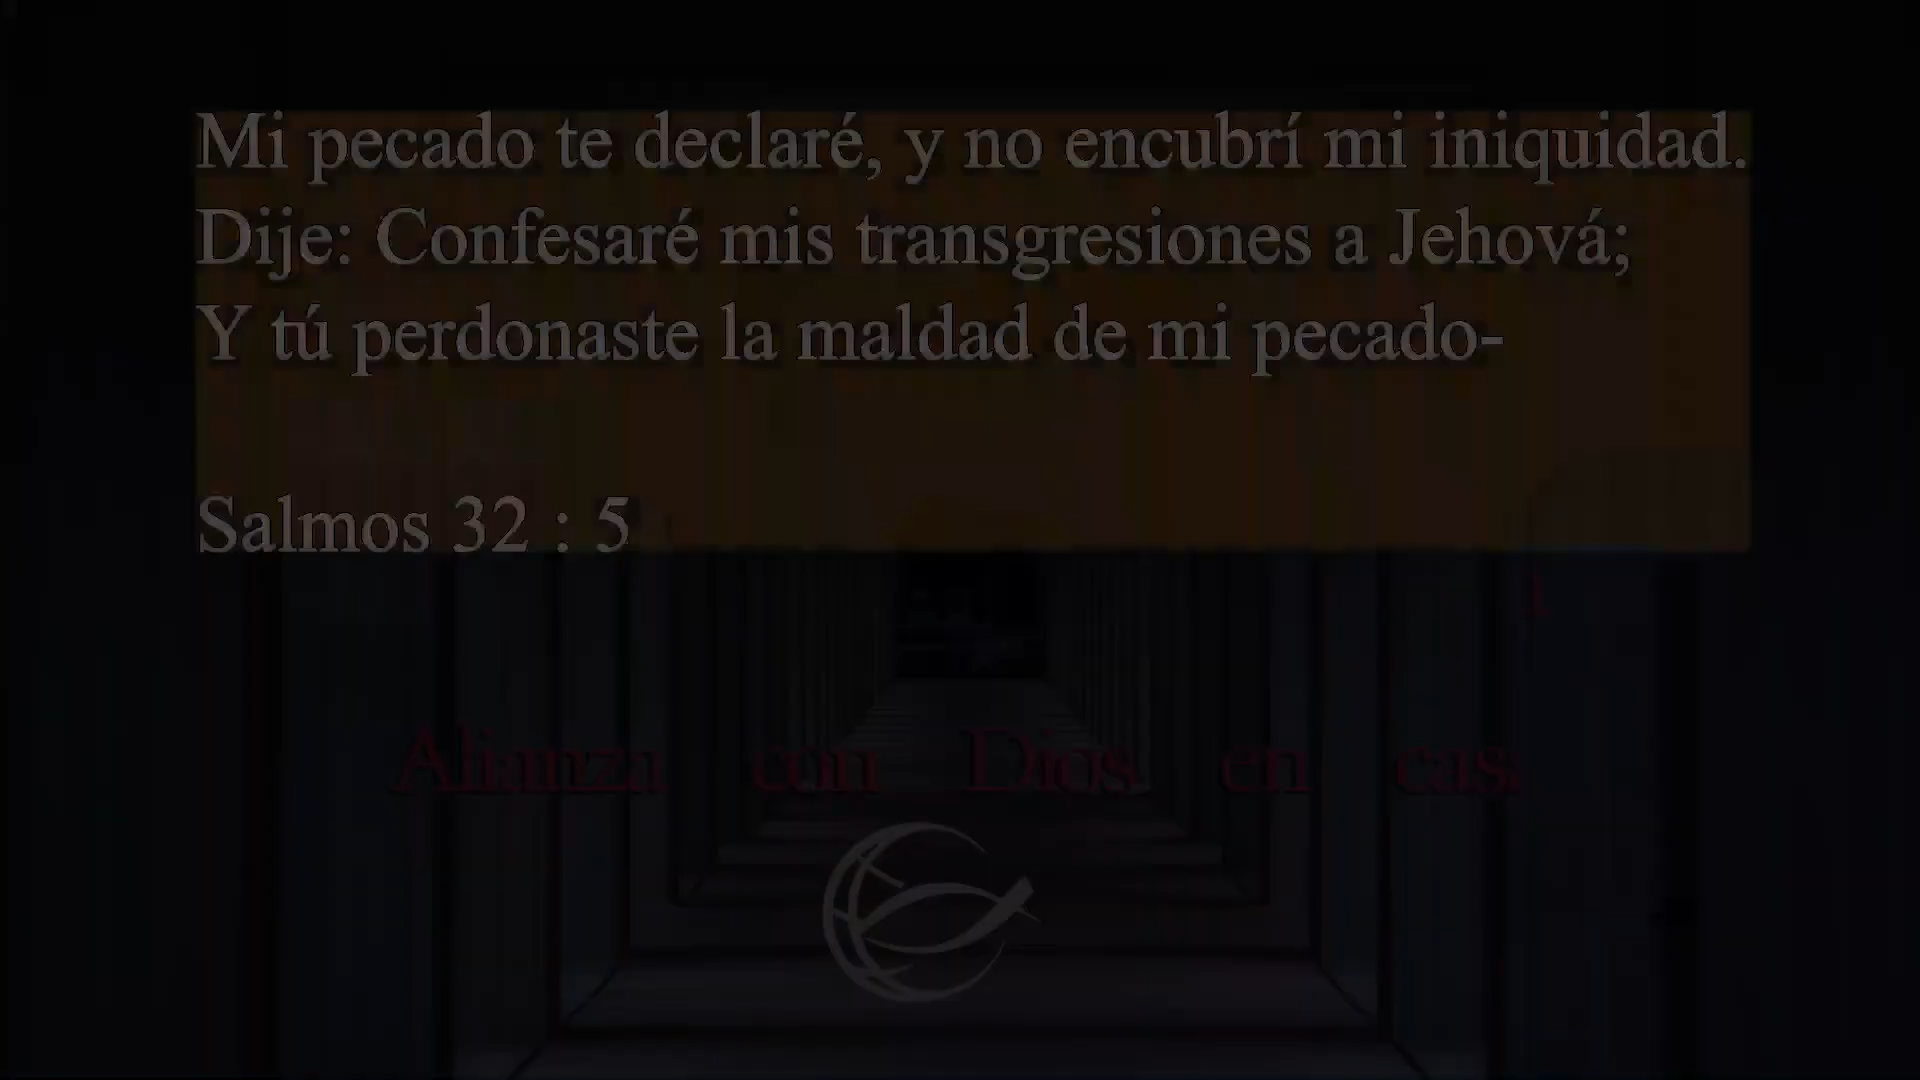 Mi pecado te declaré, y no encubrí mi iniquidad.
Dije: Confesaré mis transgresiones a Jehová;
Y tú perdonaste la maldad de mi pecado-
Salmos 32 : 5
Alianza con Dios en casa